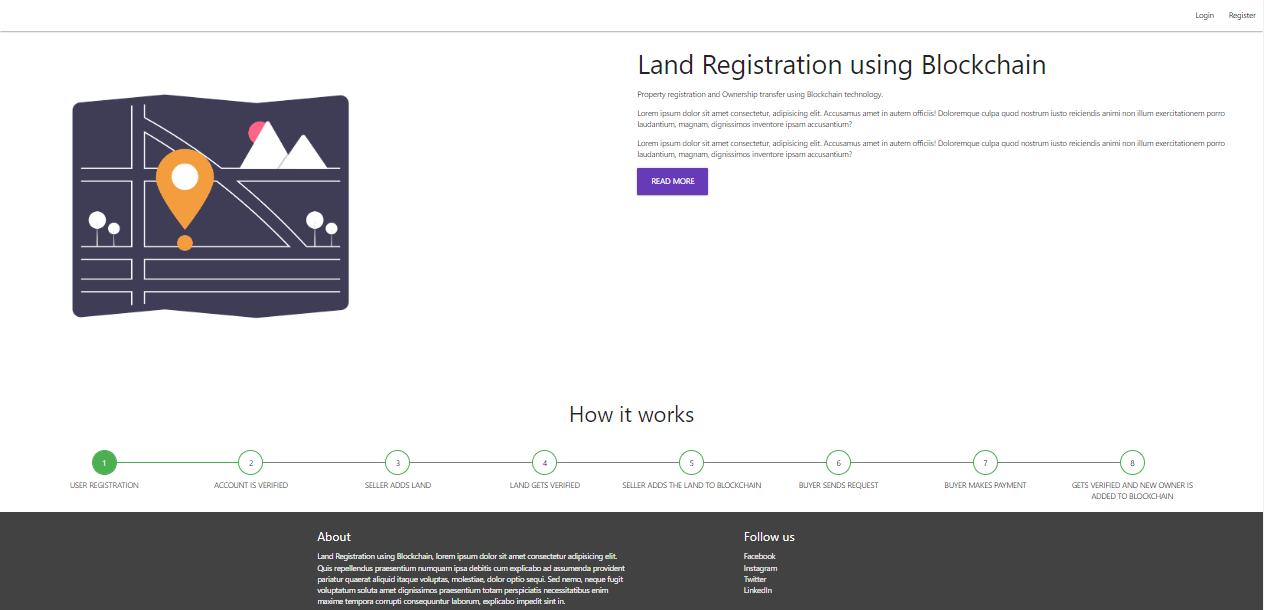 Login Register
Land Registration using Blockchain
Property registration and Ownership transfer using Blockchain technology.
Lorem ipsum dolor sit amet consectetur, adipisicing elit. Accusamus amet in autem officiis! Doloremque culpa quod nostrum iusto reiciendis animi non illum exercitationem porro
laudantium, magnam, dignissimos inventore ipsam accusantium?
Lorem ipsum dolor sit amet consectetur, adipisicing elit. Accusamus amet in autem officiis! Doloremque culpa quod nostrum iusto reiciendis animi non illum exercitationem porro
laudantium, magnam, dignissimos inventore ipsam accusantium?
READ MORE
How it works
1 2 3 4 5 6 7 8
USER REGISTRATION ACCOUNT IS VERIFIED SELLER ADDS LAND LAND GETS VERIFIED SELLER ADDS THE LAND TO BLOCKCHAIN BUYER SENDS REQUEST BUYER MAKES PAYMENT GETS VERIFIED AND NEW OWNER IS
ADDED TO BLOCKCHAIN
About
Land Registration using Blockchain, lorem ipsum dolor sit amet consectetur adipisicing elit.
Quis repellendus praesentium numquam ipsa debitis cum explicabo ad assumenda provident
pariatur quaerat aliquid itaque voluptas, molestiae, dolor optio sequi. Sed nemo, neque fugit
voluptatum soluta amet dignissimos praesentium totam perspiciatis necessitatibus enim
maxime tempora corrupti consequuntur laborum, explicabo impedit sint in.
Follow us
Facebook
Instagram
Twitter
LinkedIn